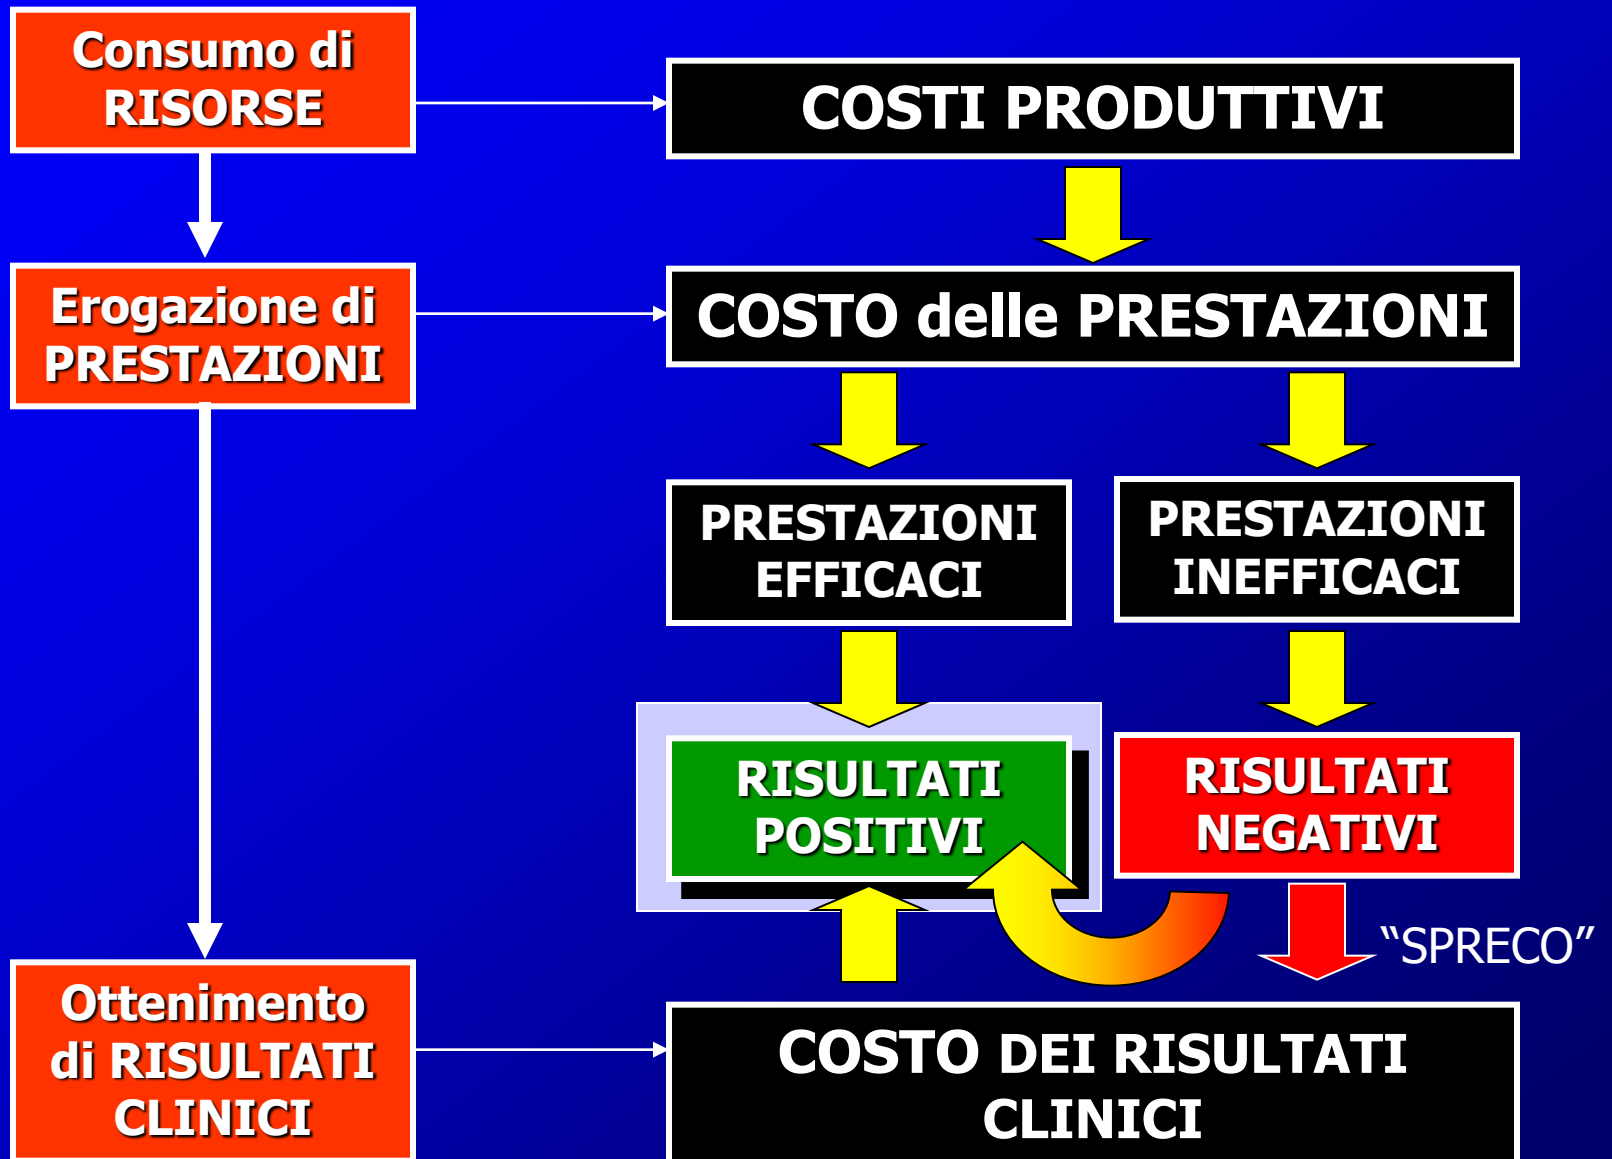 Consumo di
RISORSE
COSTI PRODUTTIVI
Erogazione di
PRESTAZIONI
COSTO delle PRESTAZIONI
PRESTAZIONI
EFFICACI
PRESTAZIONI
INEFFICACI
RISULTATI
POSITIVI
RISULTATI
NEGATIVI
“SPRECO”
Ottenimento
di RISULTATI
CLINICI
COSTO DEI RISULTATI
CLINICI